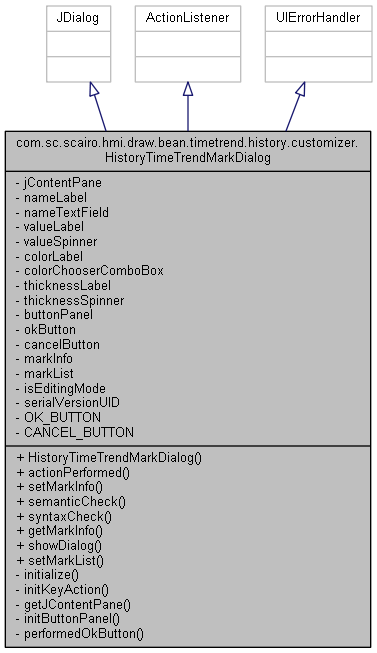 JDialog
ActionListener
UIErrorHandler
com.sc.scairo.hmi.draw.bean.timetrend.history.customizer.
HistoryTimeTrendMarkDialog
- jContentPane
- nameLabel
- nameTextField
- valueLabel
- valueSpinner
- colorLabel
- colorChooserComboBox
- thicknessLabel
- thicknessSpinner
- buttonPanel
- okButton
- cancelButton
- markInfo
- markList
- isEditingMode
- serialVersionUID
- OK_BUTTON
- CANCEL_BUTTON
+ HistoryTimeTrendMarkDialog()
+ actionPerformed()
+ setMarkInfo()
+ semanticCheck()
+ syntaxCheck()
+ getMarkInfo()
+ showDialog()
+ setMarkList()
- initialize()
- initKeyAction()
- getJContentPane()
- initButtonPanel()
- performedOkButton()